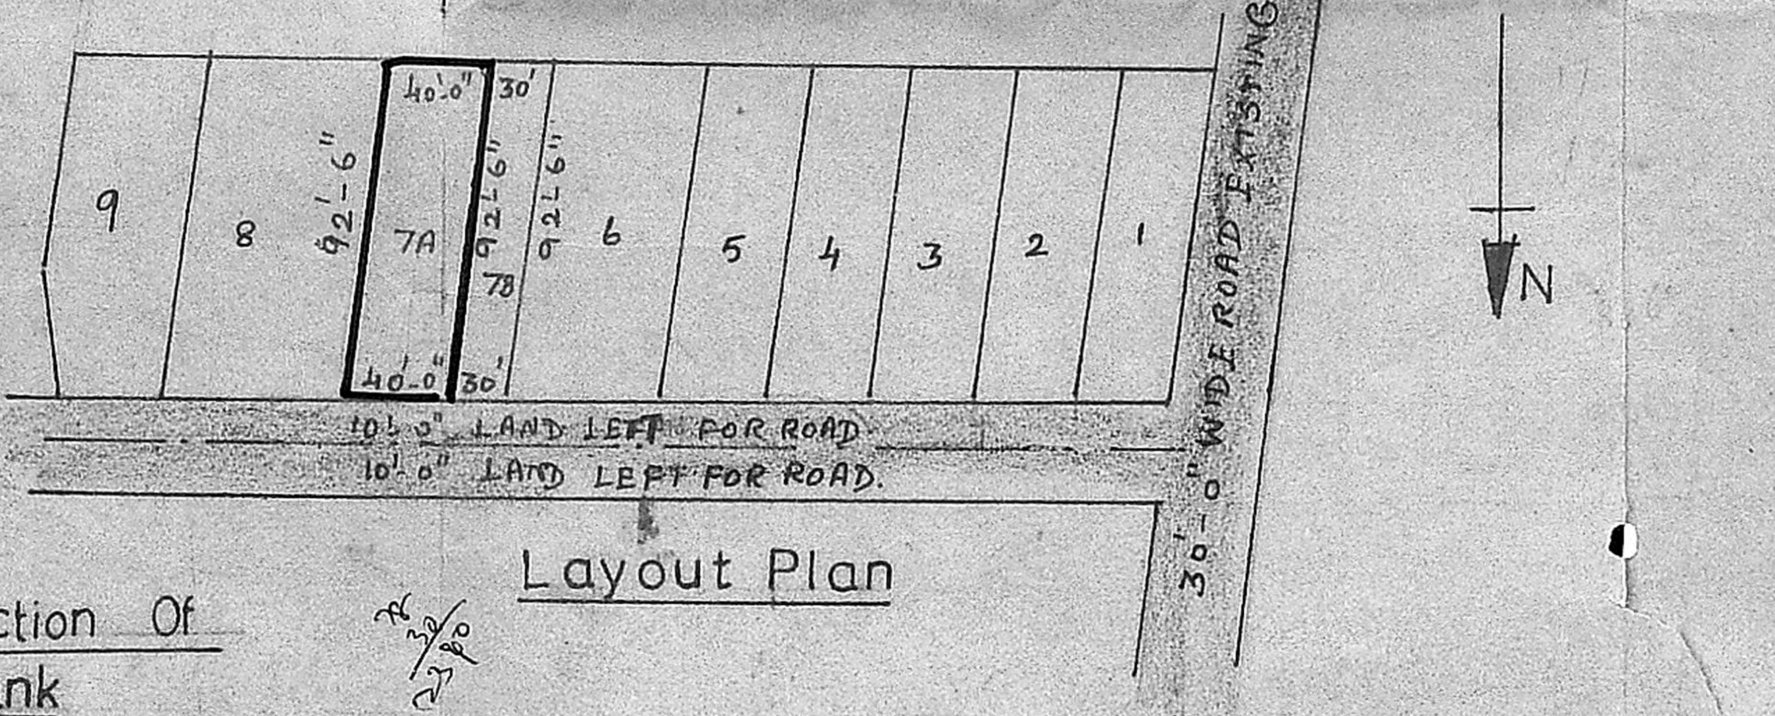 40'-0" 30'
92'-6" 92'-6" 92'-6"
9 8 7A 7B 6 5 4 3 2 1
40'-0" 30'
10'-0" LAND LEFT FOR ROAD
10'-0" LAND LEFT FOR ROAD.
30'-0" WIDE ROAD EXISTING
N
Layout Plan
ction Of
nk